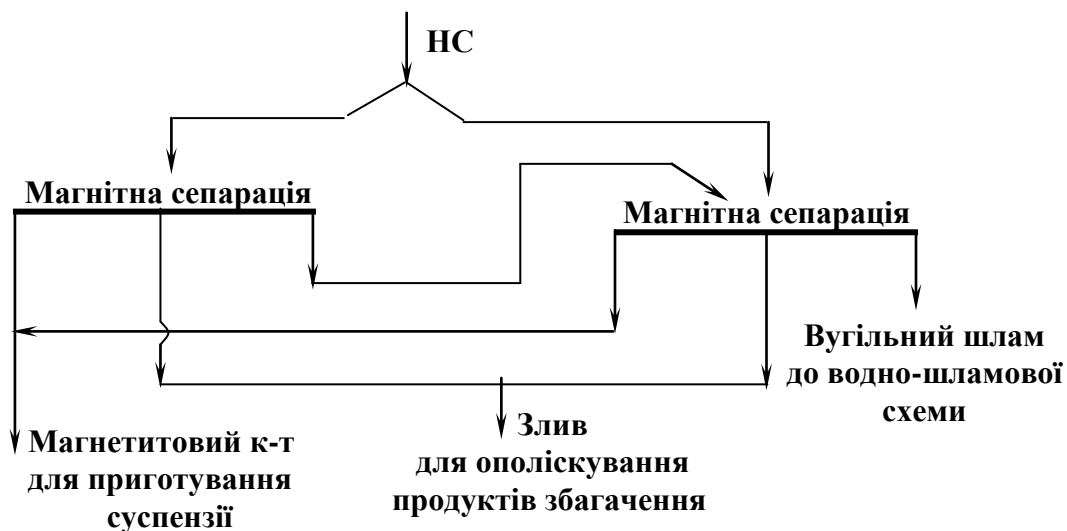 НС
Магнітна сепарація
Магнітна сепарація
Вугільний шлам
до водно-шламової
схеми
Магнетитовий к-т
для приготування
суспензії
Злив
для ополіскування
продуктів збагачення